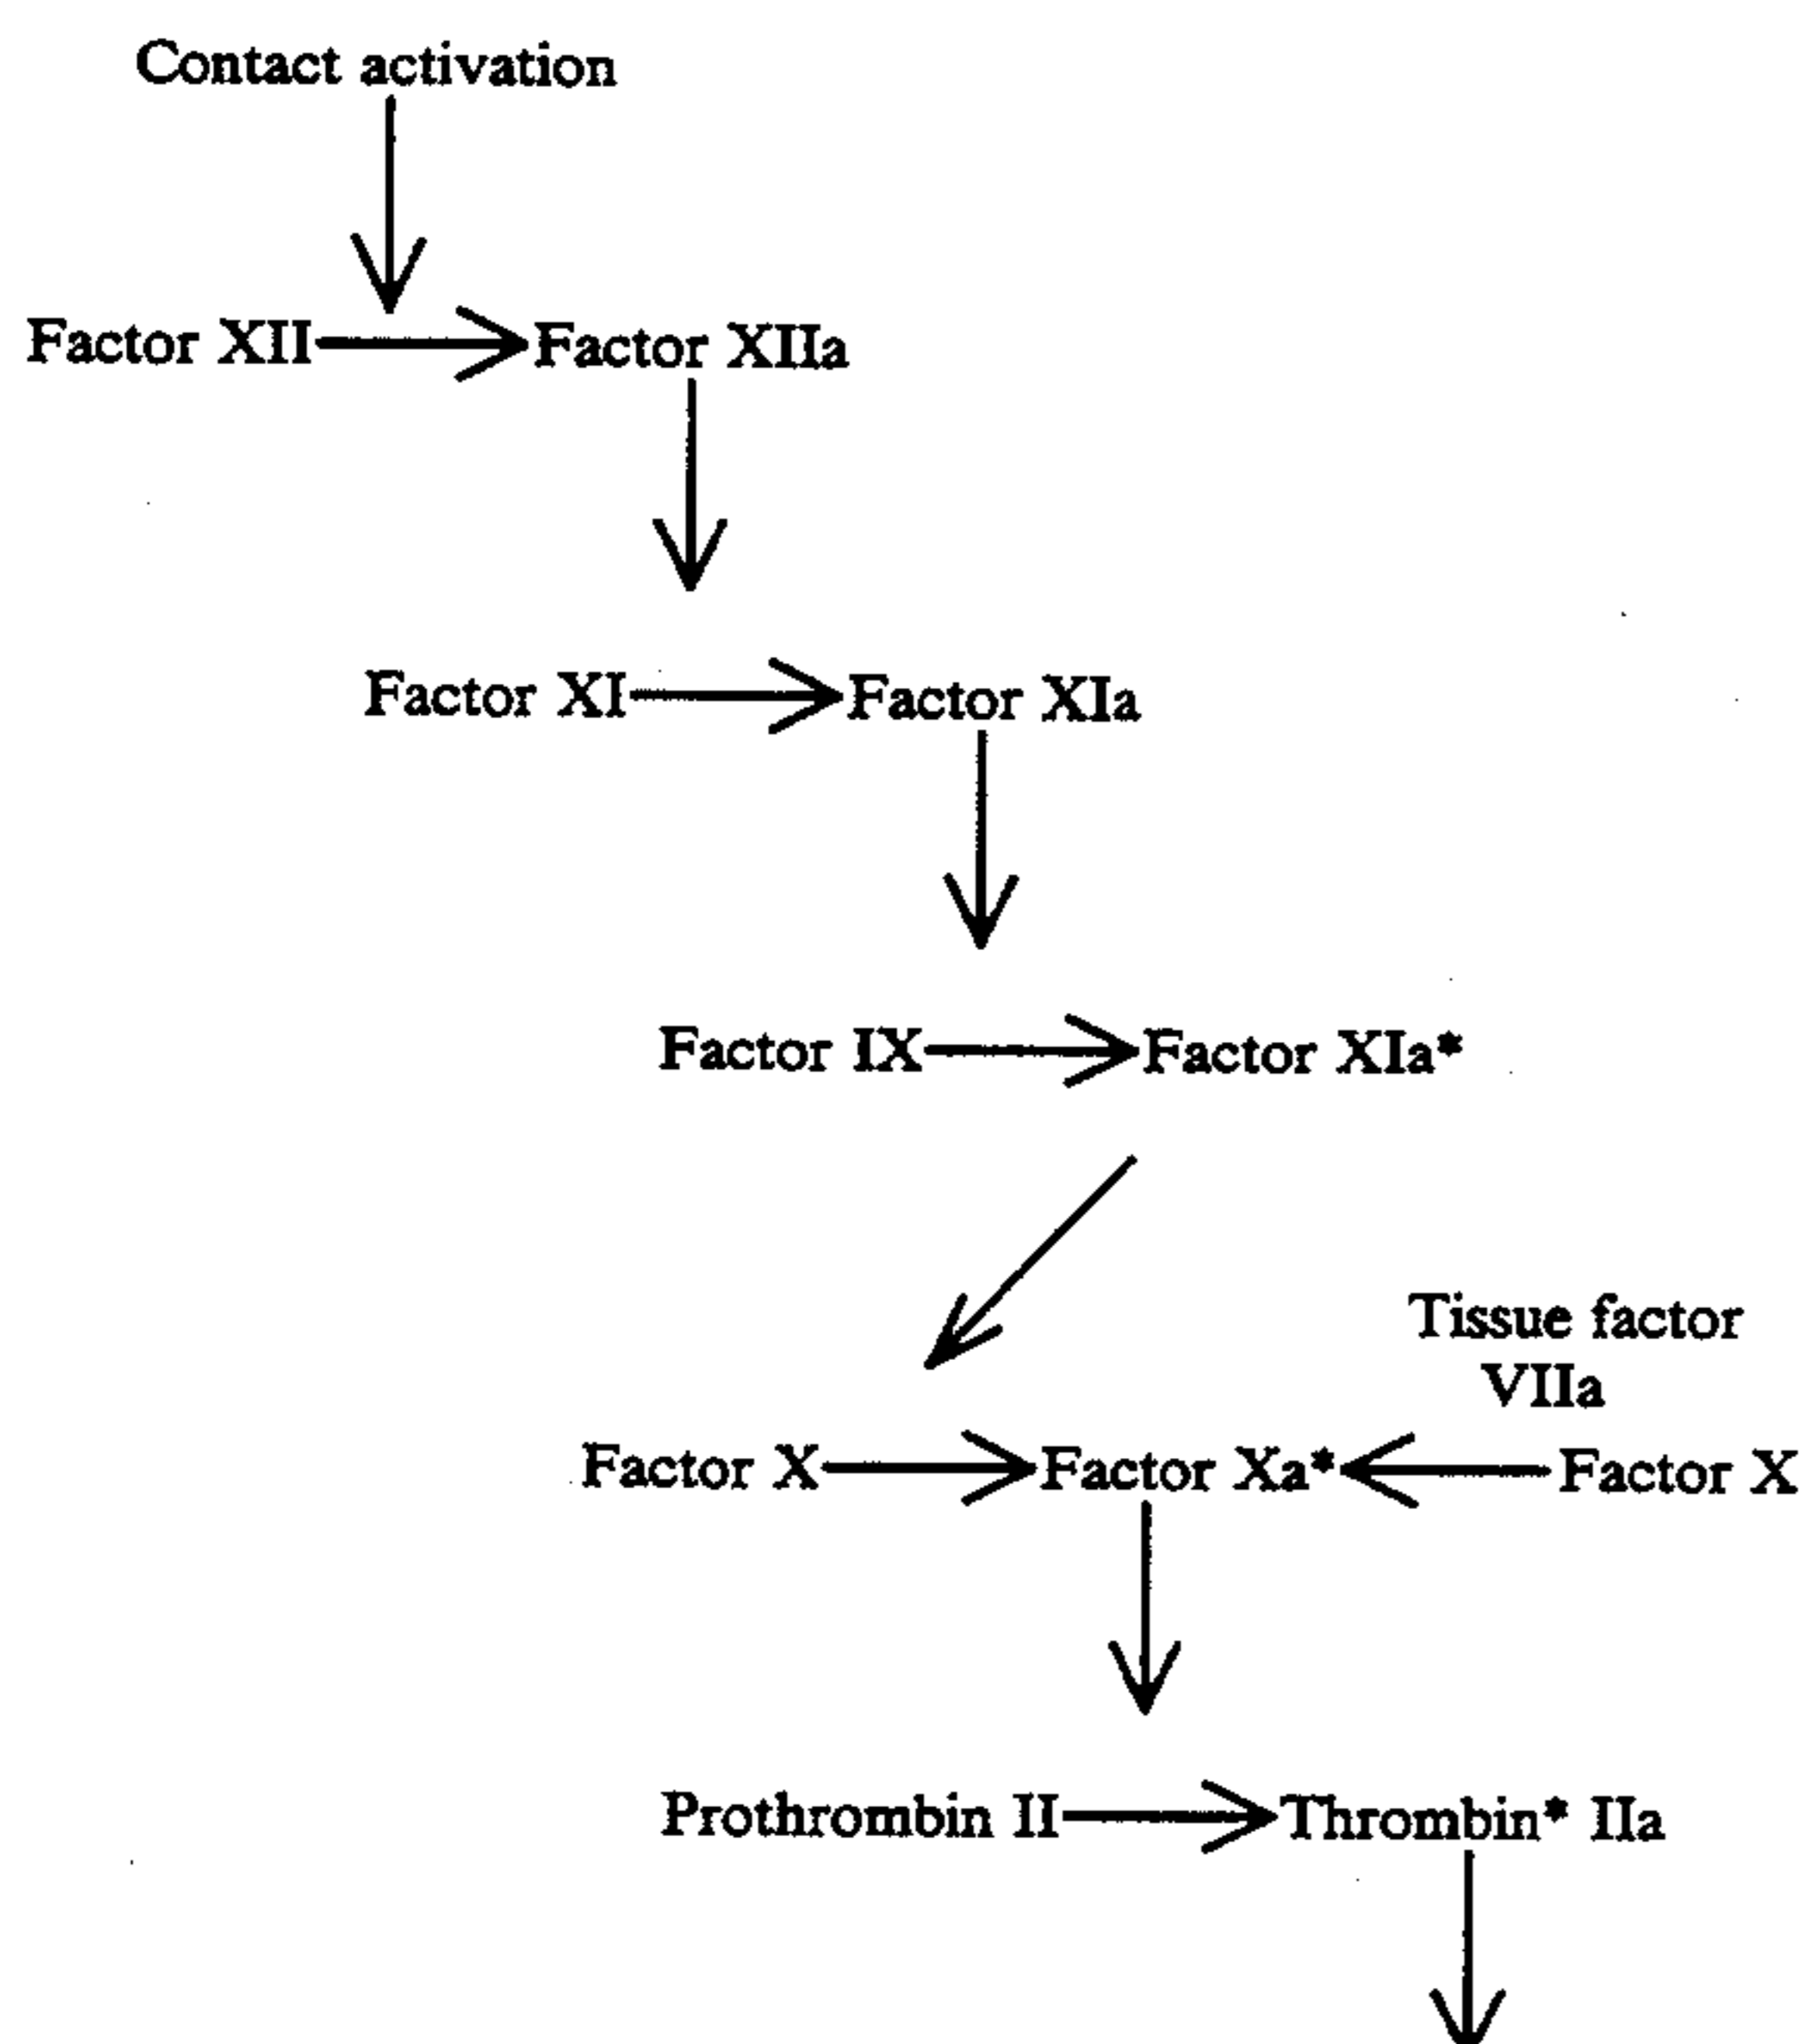 Contact activation
Factor XII Factor XIIa
Factor XI Factor XIa
Factor IX Factor XIa*
Tissue factor
VIIa
Factor X Factor Xa* Factor X
Prothrombin II Thrombin* IIa